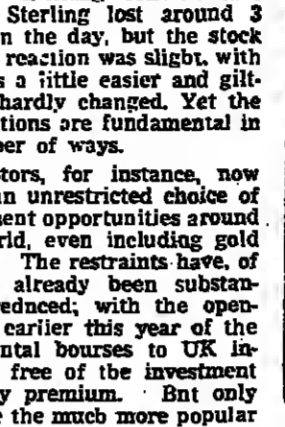 Sterling lost around 3
n the day, but the stock
reaction was slight, with
s a little easier and gilt-
hardly changed. Yet the
tions are fundamental in
ber of ways.
tors, for instance, now
an unrestricted choice of
ment opportunities around
rld, even including gold
The restraints have, of
already been substan-
reduced; with the open-
earlier this year of the
ntal bourses to UK in-
free of the investment
y premium. But only
e the much more popular